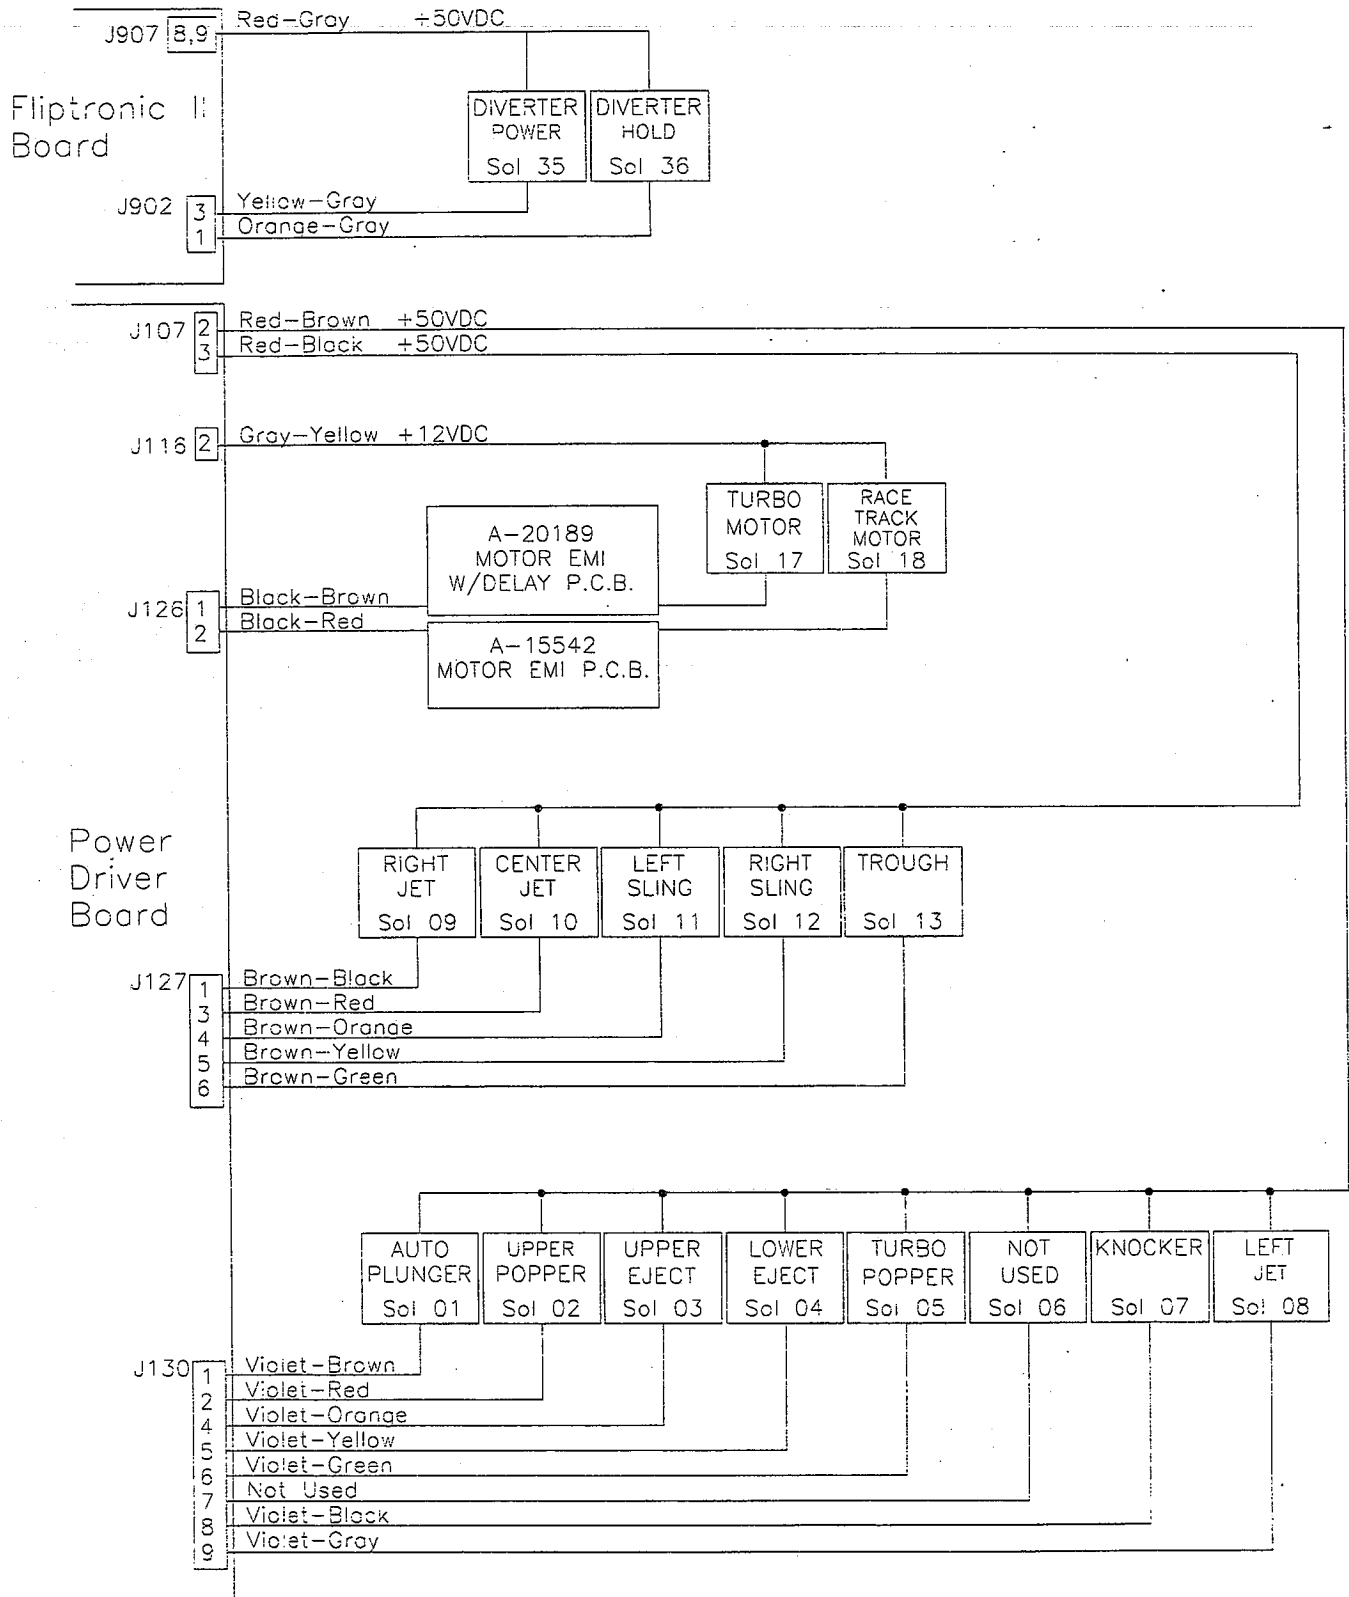 Red-Gray +50VDC
J907 8,9
Fliptronic II
Board
DIVERTER
POWER
Sol 35
DIVERTER
HOLD
Sol 36
J902 3 Yellow-Gray
1 Orange-Gray
J107 2 Red-Brown +50VDC
3 Red-Black +50VDC
J116 2 Gray-Yellow +12VDC
TURBO
MOTOR
Sol 17
RACE
TRACK
MOTOR
Sol 18
A-20189
MOTOR EMI
W/DELAY P.C.B.
J126 1 Black-Brown
2 Black-Red
A-15542
MOTOR EMI P.C.B.
Power
Driver
Board
RIGHT
JET
Sol 09
CENTER
JET
Sol 10
LEFT
SLING
Sol 11
RIGHT
SLING
Sol 12
TROUGH
Sol 13
J127 1 Brown-Black
3 Brown-Red
4 Brown-Orange
5 Brown-Yellow
6 Brown-Green
AUTO
PLUNGER
Sol 01
UPPER
POPPER
Sol 02
UPPER
EJECT
Sol 03
LOWER
EJECT
Sol 04
TURBO
POPPER
Sol 05
NOT
USED
Sol 06
KNOCKER
Sol 07
LEFT
JET
Sol 08
J130 1 Violet-Brown
2 Violet-Red
4 Violet-Orange
5 Violet-Yellow
6 Violet-Green
7 Not Used
8 Violet-Black
9 Violet-Gray